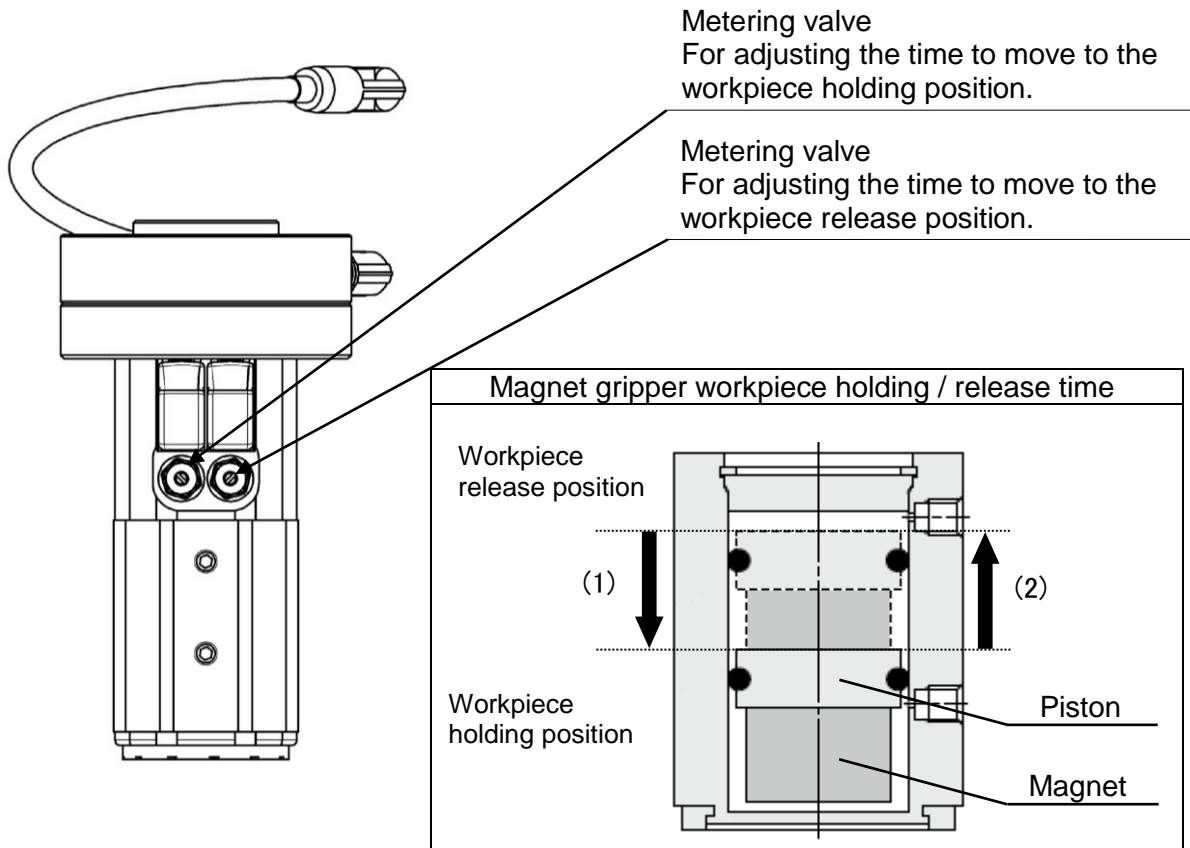 Metering valve
For adjusting the time to move to the
workpiece holding position.
Metering valve
For adjusting the time to move to the
workpiece release position.
Magnet gripper workpiece holding / release time
Workpiece
release position
(1)
(2)
Workpiece
holding position
Piston
Magnet